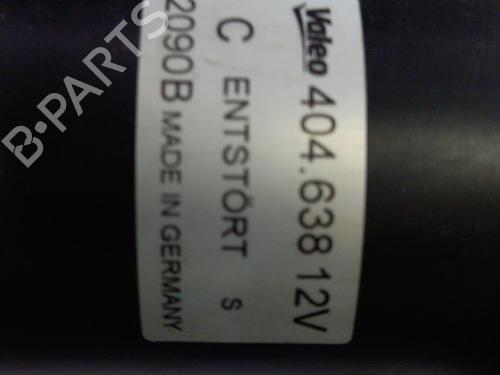 Valeo 404.638 12V
C ENTSTÖRT S
2090B MADE IN GERMANY
B-PARTS